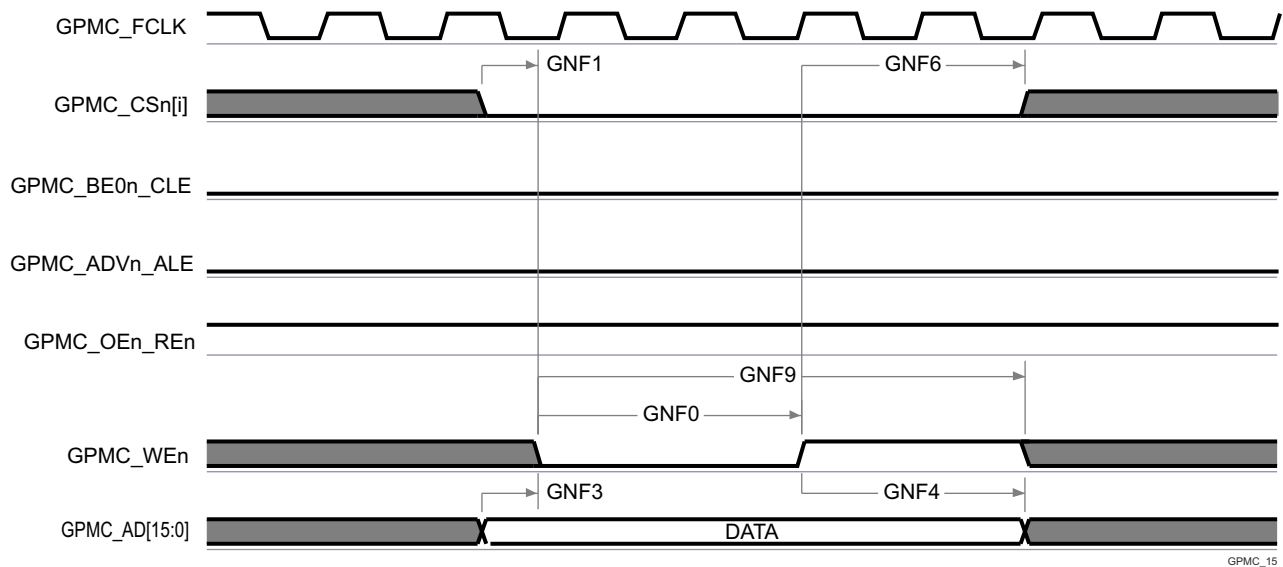 GPMC_FCLK
GNF1
GNF6
GPMC_CSn[i]
GPMC_BE0n_CLE
GPMC_ADVn_ALE
GPMC_OEn_REn
GNF9
GNF0
GPMC_WEn
GNF3
GNF4
GPMC_AD[15:0]
DATA
GPMC_15